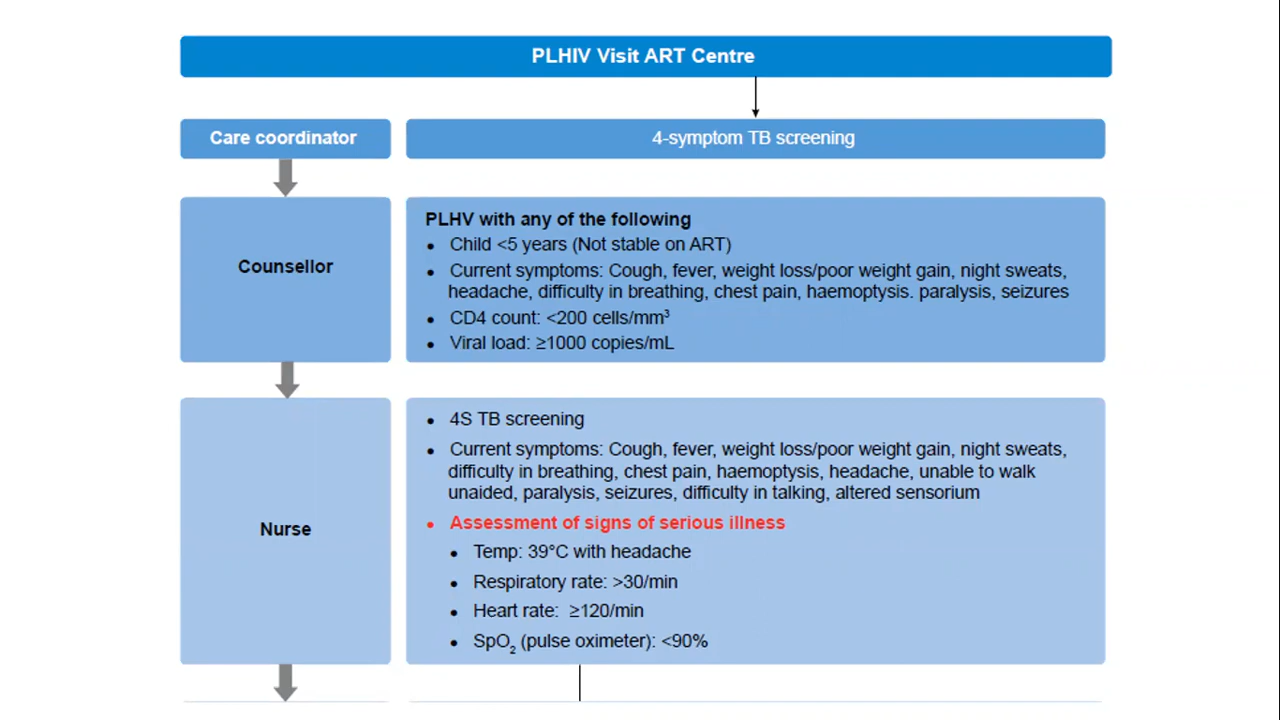 PLHIV Visit ART Centre
Care coordinator
4-symptom TB screening
Counsellor
PLHV with any of the following
• Child <5 years (Not stable on ART)
• Current symptoms: Cough, fever, weight loss/poor weight gain, night sweats,
headache, difficulty in breathing, chest pain, haemoptysis. paralysis, seizures
• CD4 count: <200 cells/mm³
• Viral load: ≥1000 copies/mL
Nurse
• 4S TB screening
• Current symptoms: Cough, fever, weight loss/poor weight gain, night sweats,
difficulty in breathing, chest pain, haemoptysis, headache, unable to walk
unaided, paralysis, seizures, difficulty in talking, altered sensorium
• Assessment of signs of serious illness
• Temp: 39°C with headache
• Respiratory rate: >30/min
• Heart rate: ≥120/min
• SpO₂ (pulse oximeter): <90%